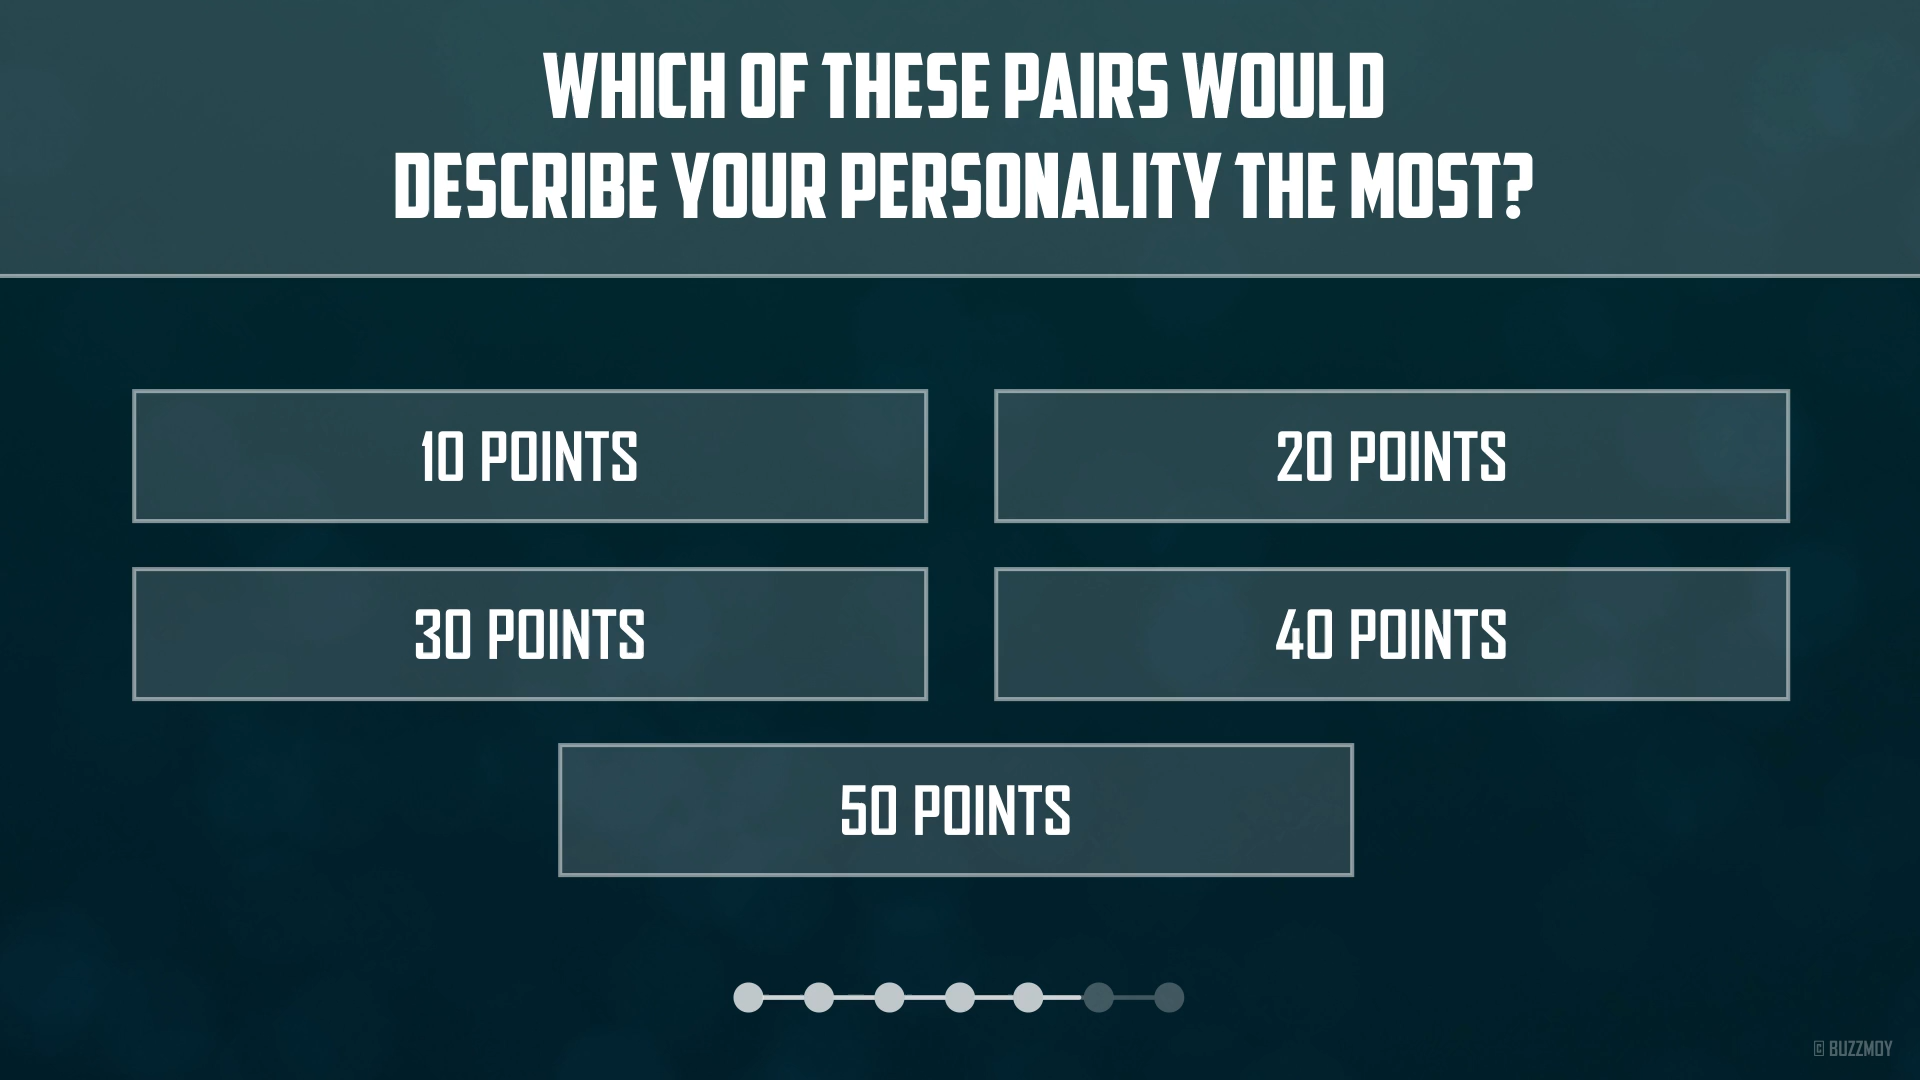 WHICH OF THESE PAIRS WOULD
DESCRIBE YOUR PERSONALITY THE MOST?
10 POINTS
20 POINTS
30 POINTS
40 POINTS
50 POINTS
© BUZZMOY